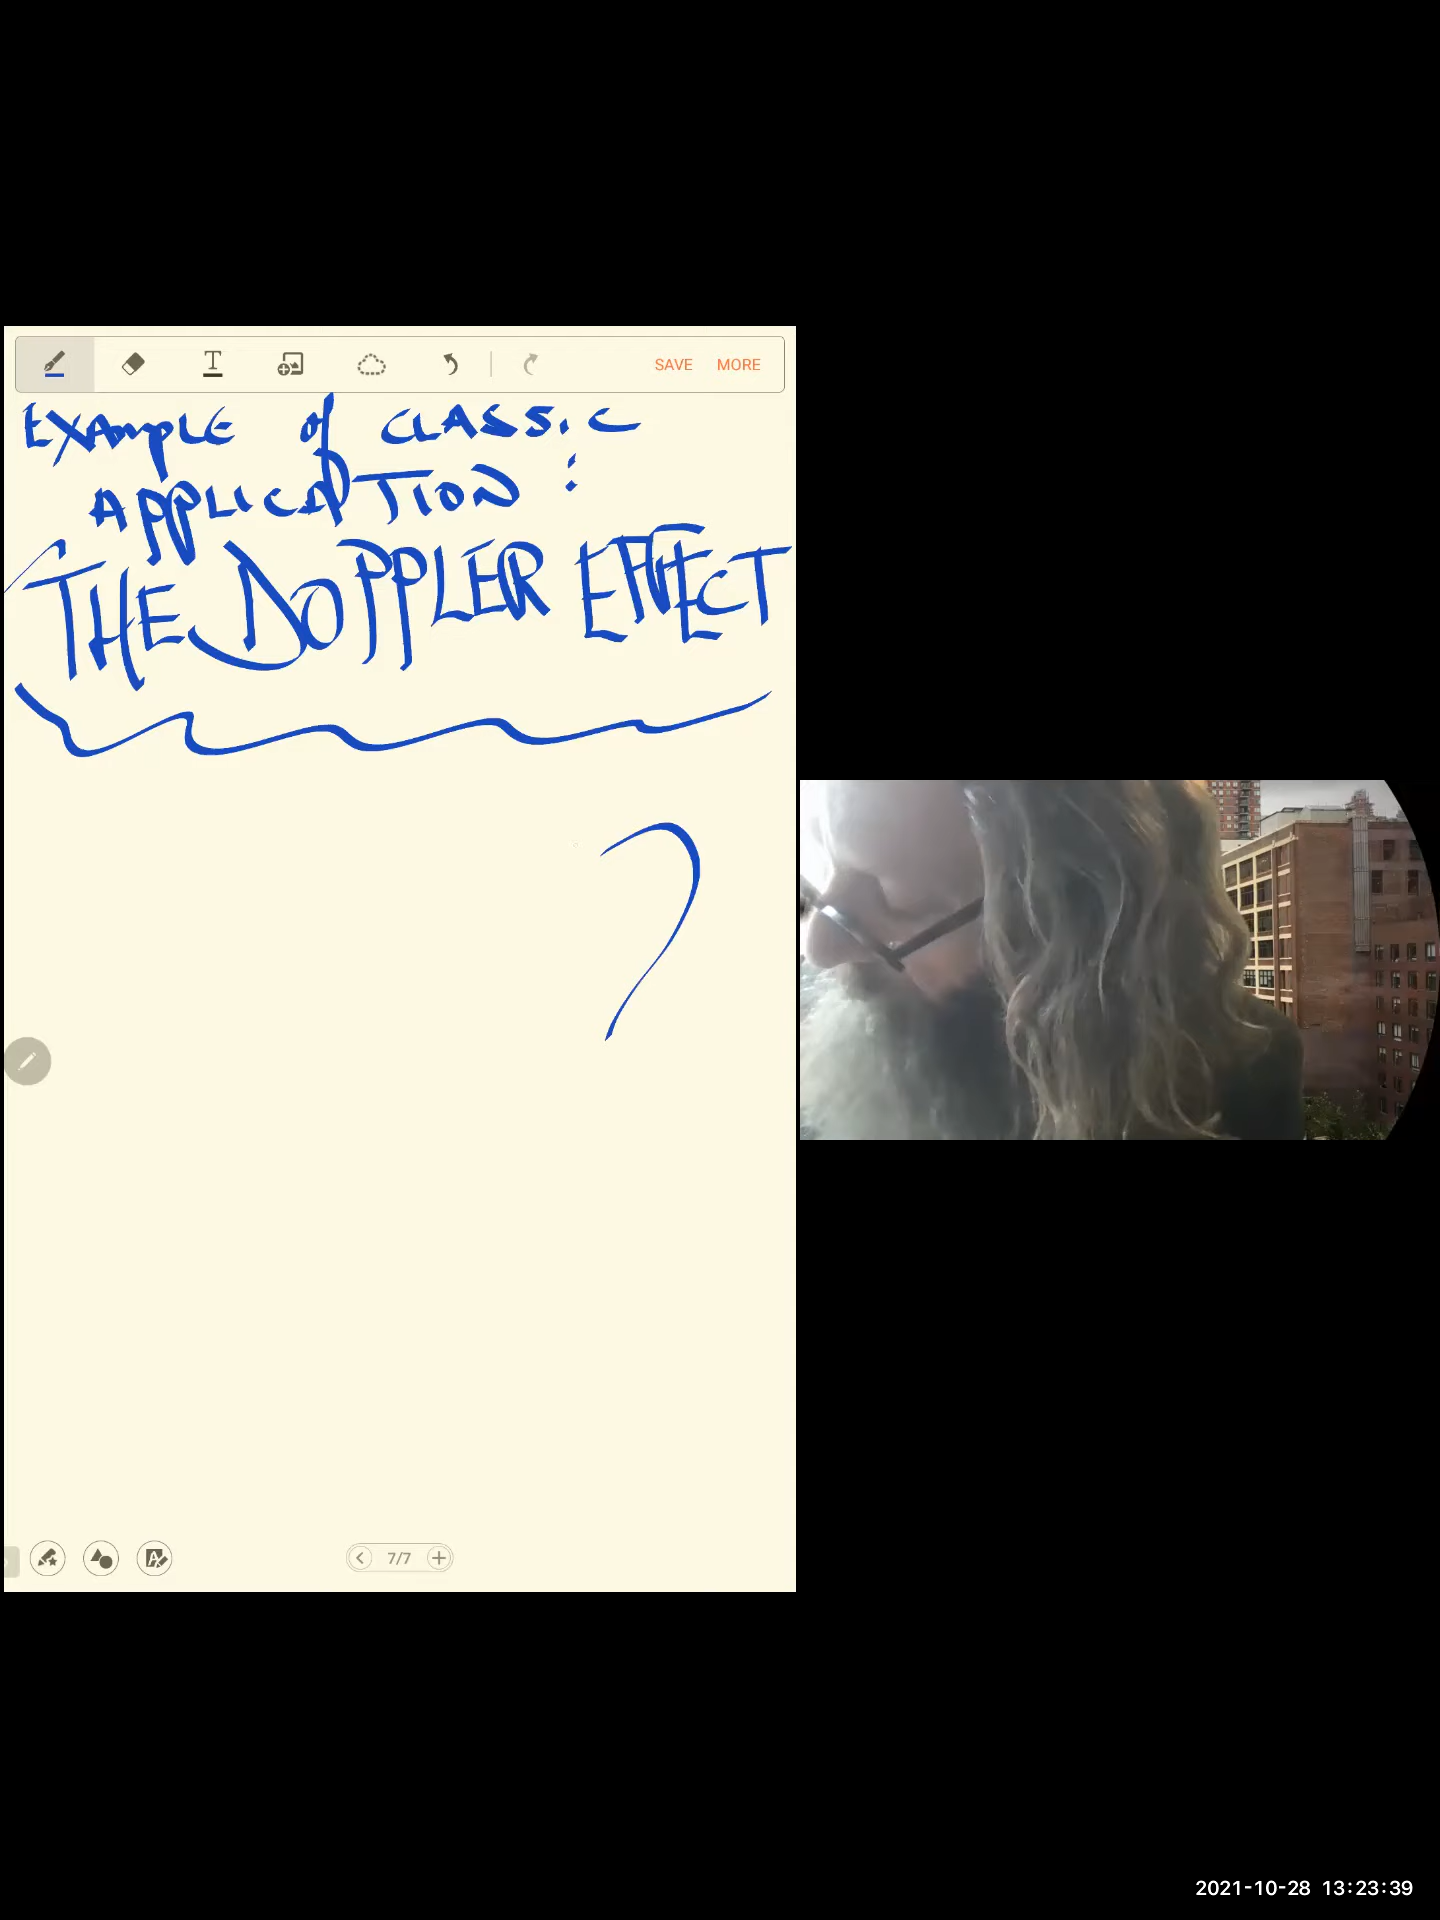 SAVE MORE
EXAMPLE of CLASSIC
APPLICATION :
THE DOPPLER EFFECT
7/7
2021-10-28 13:23:39